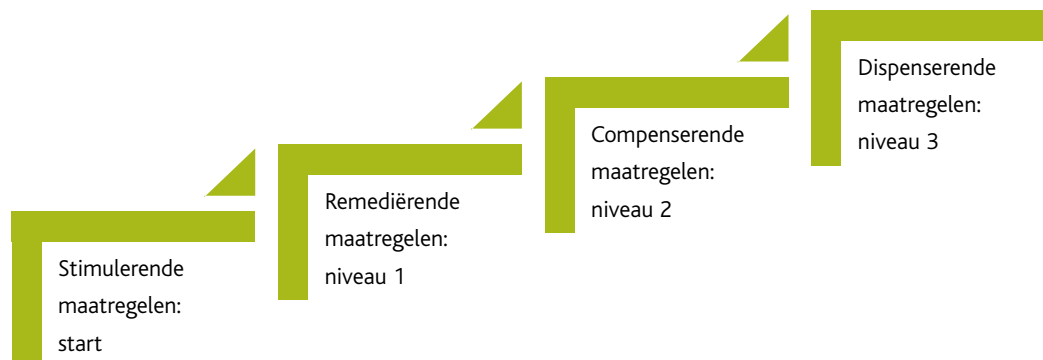 Stimulerende
maatregelen:
start
Remediërende
maatregelen:
niveau 1
Compenserende
maatregelen:
niveau 2
Dispenserende
maatregelen:
niveau 3